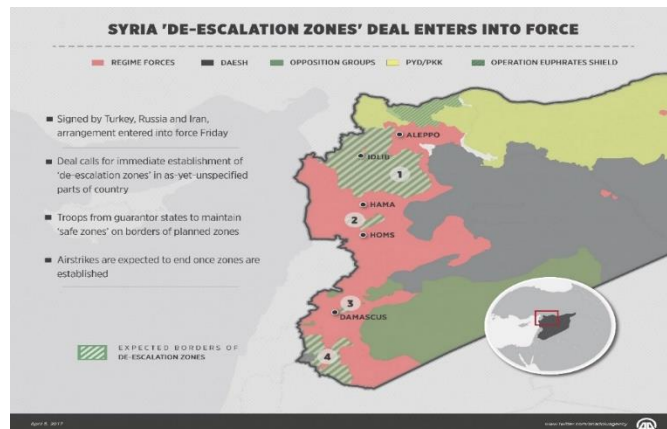 SYRIA 'DE-ESCALATION ZONES' DEAL ENTERS INTO FORCE
REGIME FORCES DAESH OPPOSITION GROUPS PYD/PKK OPERATION EUPHRATES SHIELD
Signed by Turkey, Russia and Iran,
arrangement entered into force Friday
Deal calls for immediate establishment of
'de-escalation zones' in as-yet-unspecified
parts of country
Troops from guarantor states to maintain
'safe zones' on borders of planned zones
Airstrikes are expected to end once zones are
established
ALEPPO
IDLIB
1
HAMA
2
HOMS
3
DAMASCUS
4
EXPECTED BORDERS OF
DE-ESCALATION ZONES
2017